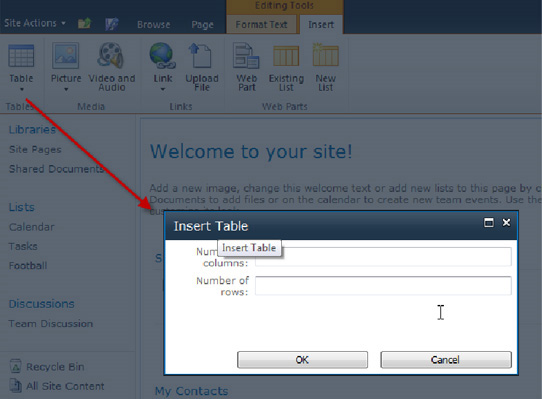 Editing Tools
Site Actions Browse Page Format Text Insert
Table Picture Video and Audio Link Upload File Web Part Existing List New List
Tables Media Links Web Parts
Libraries
Site Pages
Shared Documents
Lists
Calendar
Tasks
Football
Discussions
Team Discussion
Recycle Bin
All Site Content
Welcome to your site!
Add a new image, change this welcome text or add new lists to this page by
Documents to add files or on the calendar to create new team events. Use the
Insert Table
Insert Table
columns:
Number of
rows:
OK Cancel
My Contacts